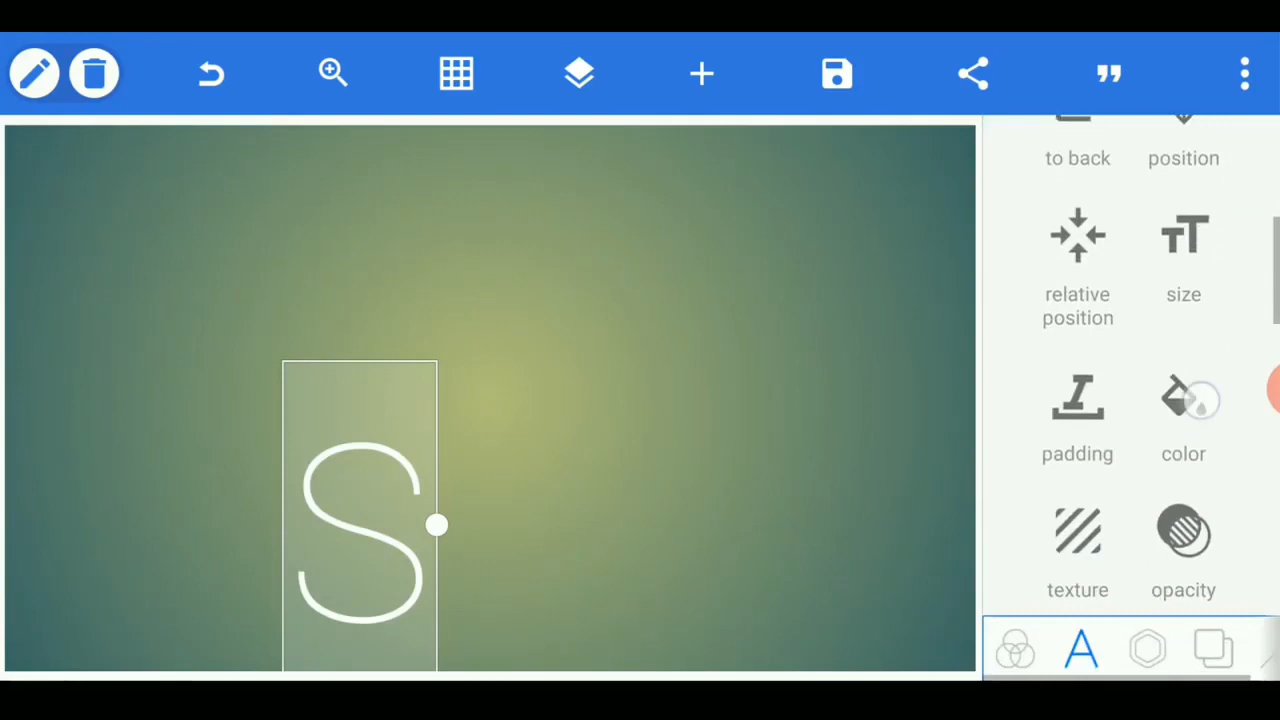 to back position
relative position size
padding color
S
texture opacity